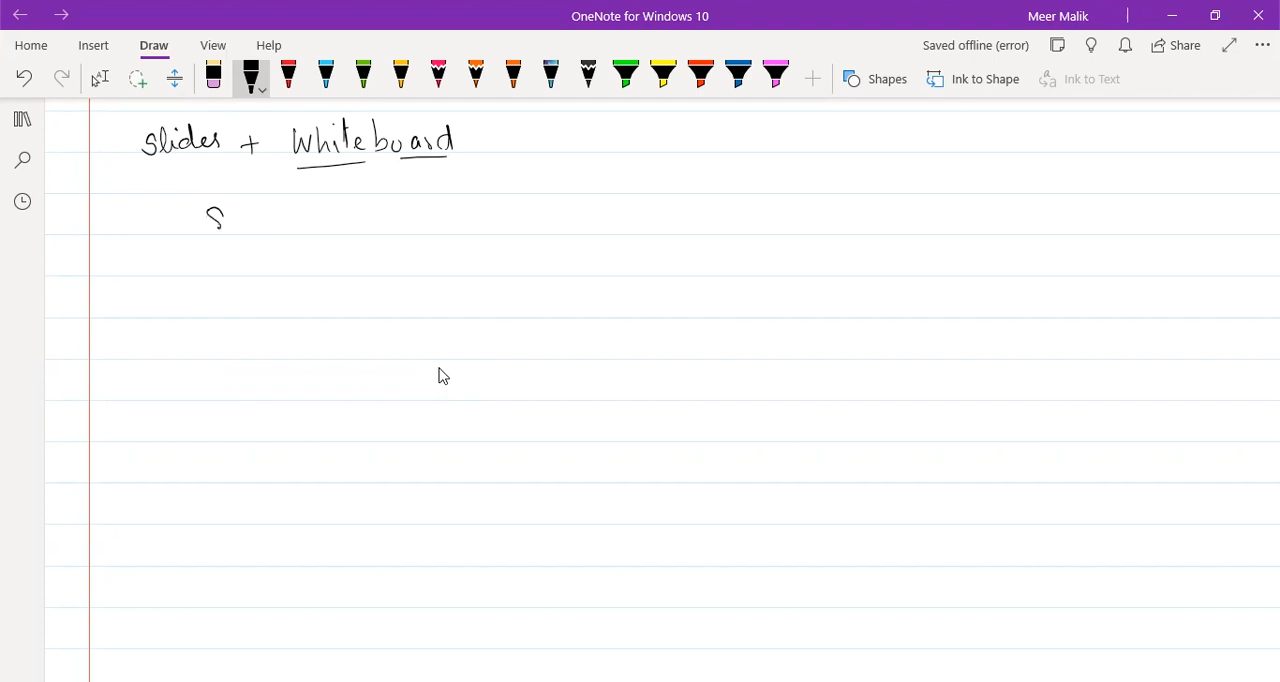 OneNote for Windows 10
Meer Malik
Home Insert Draw View Help
Saved offline (error) Share
Shapes Ink to Shape Ink to Text
Slides + Whiteboard
S